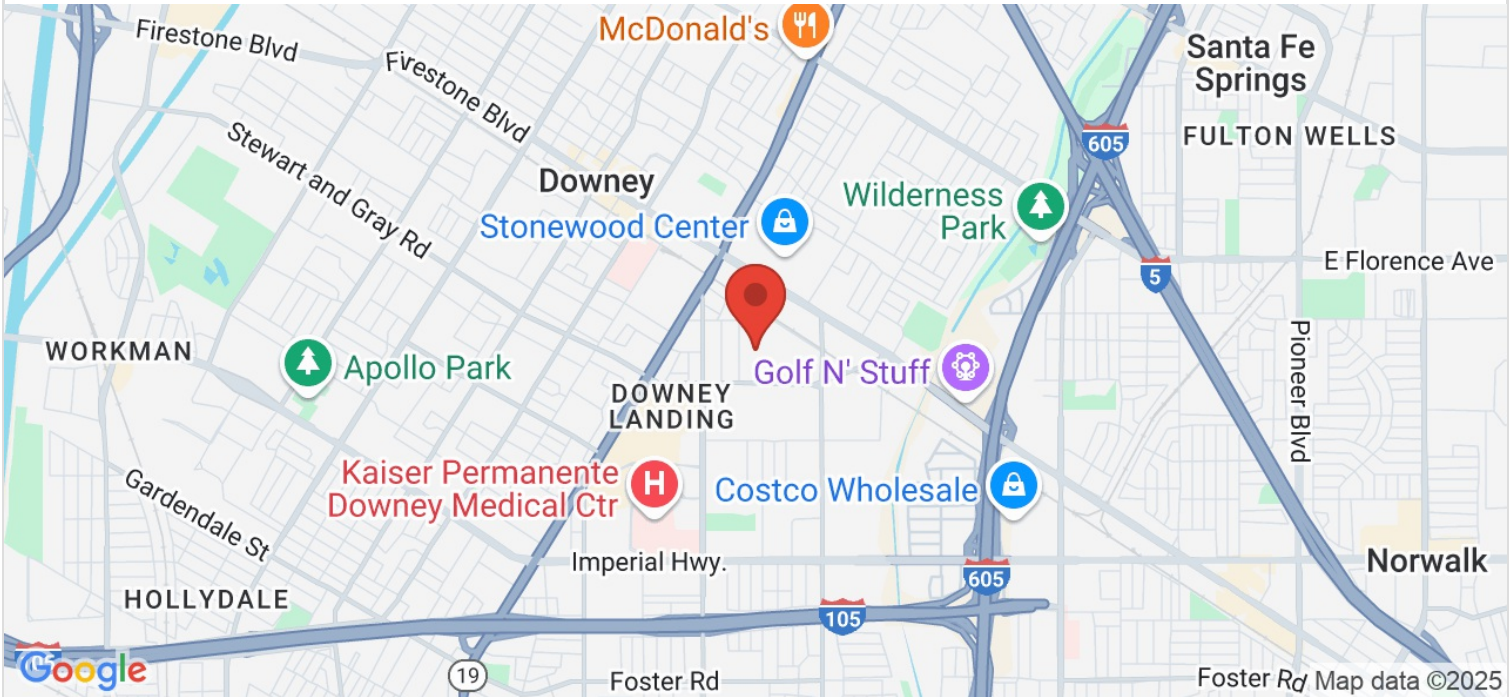 Firestone Blvd
McDonald's
Firestone Blvd
Santa Fe
Springs
605
FULTON WELLS
Stewart and Gray Rd
Downey
Wilderness
Park
Stonewood Center
E Florence Ave
5
WORKMAN
Apollo Park
Golf N' Stuff
Pioneer Blvd
DOWNEY
LANDING
Kaiser Permanente
Downey Medical Ctr
H
Costco Wholesale
Gardendale St
Imperial Hwy.
Norwalk
605
HOLLYDALE
105
105
Google
19
Foster Rd
Foster Rd
Map data ©2025